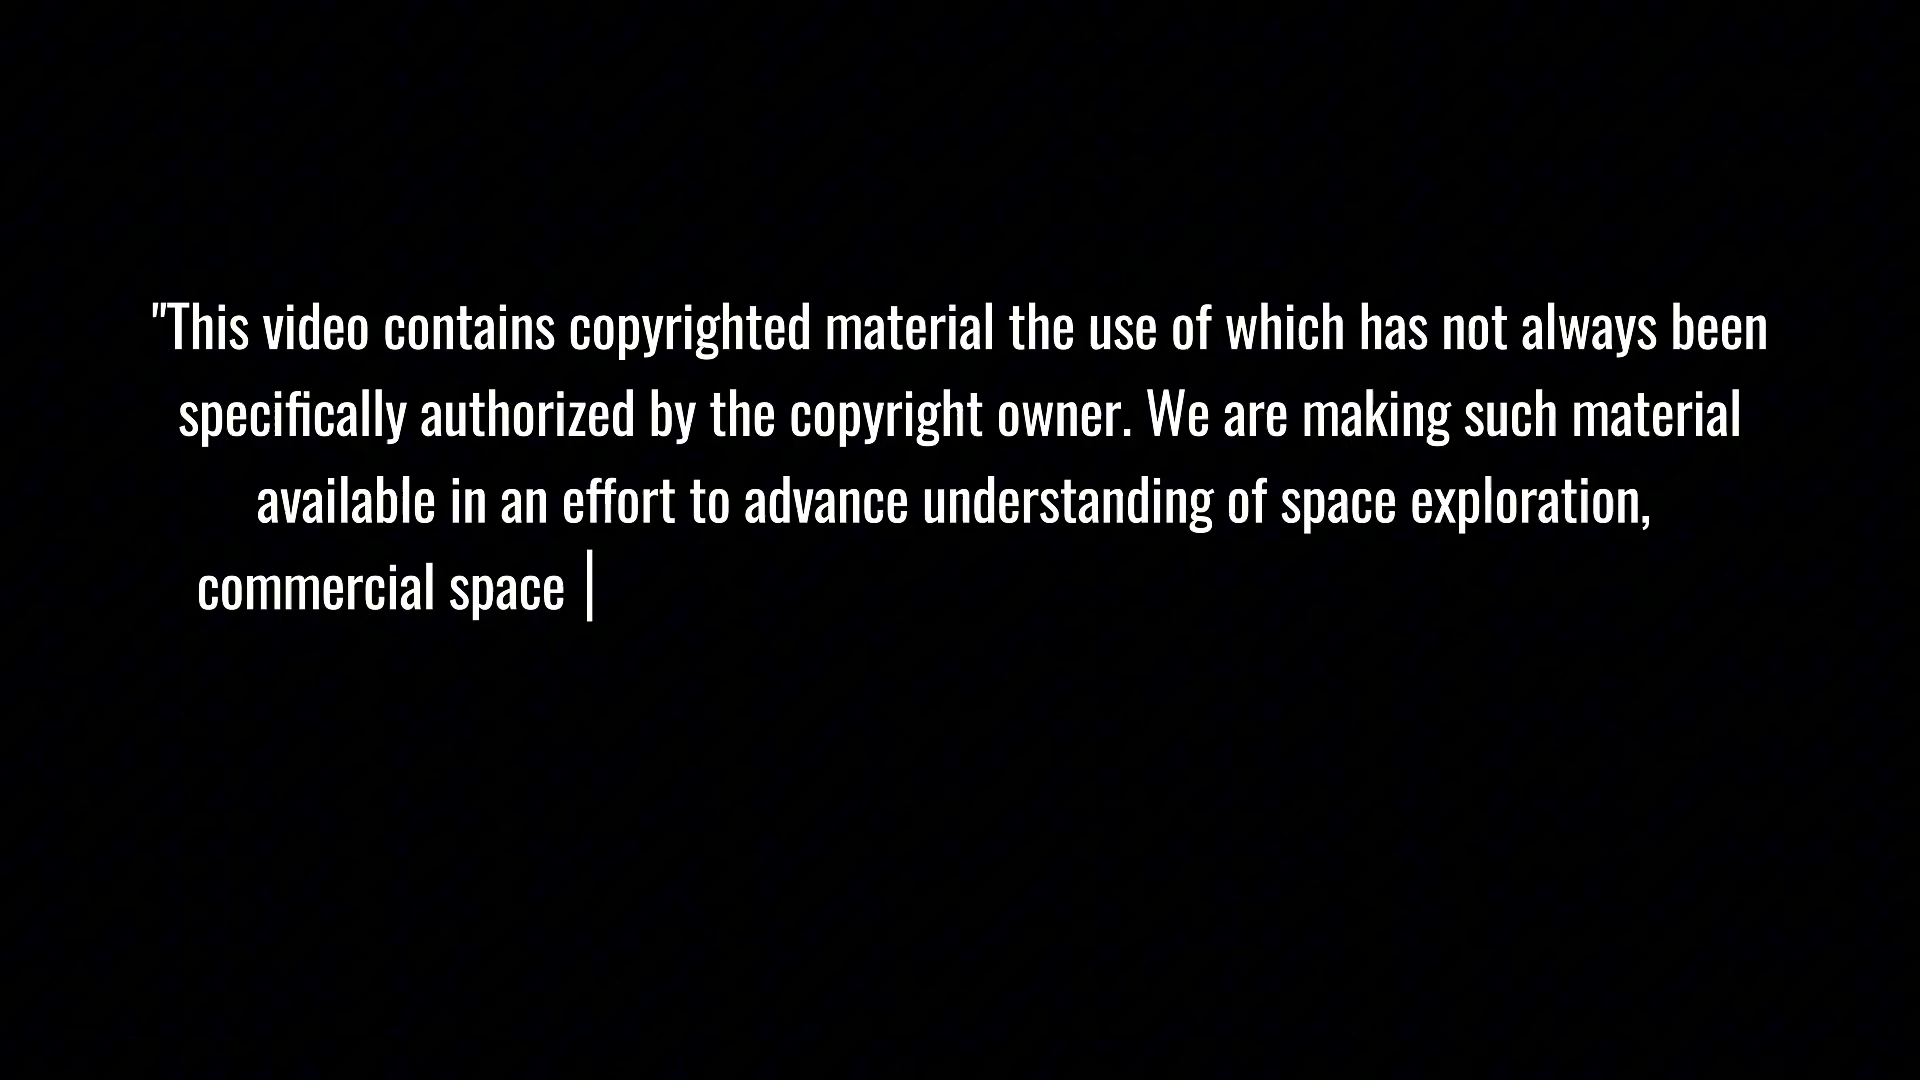 "This video contains copyrighted material the use of which has not always been
specifically authorized by the copyright owner. We are making such material
available in an effort to advance understanding of space exploration,
commercial space